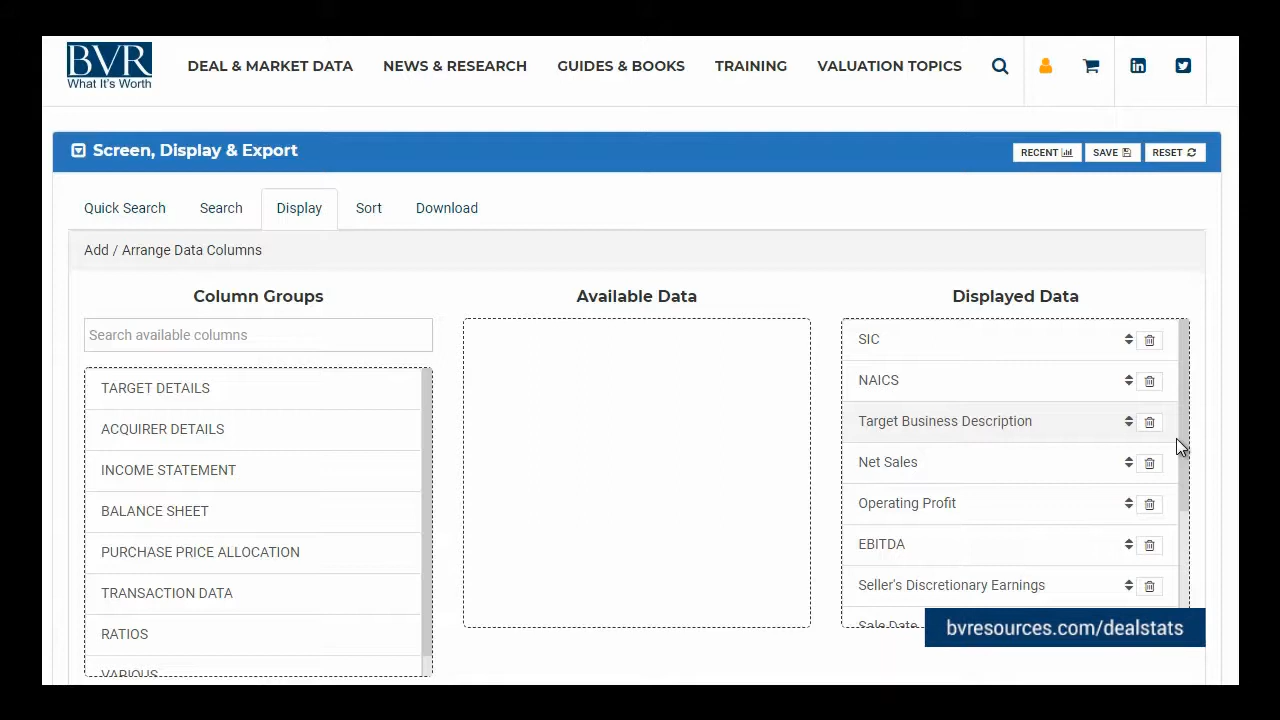 BVR
What It's Worth
DEAL & MARKET DATA
NEWS & RESEARCH
GUIDES & BOOKS
TRAINING
VALUATION TOPICS
Screen, Display & Export
RECENT
SAVE
RESET
Quick Search
Search
Display
Sort
Download
Add / Arrange Data Columns
Column Groups
Search available columns
TARGET DETAILS
ACQUIRER DETAILS
INCOME STATEMENT
BALANCE SHEET
PURCHASE PRICE ALLOCATION
TRANSACTION DATA
RATIOS
VARIOUS
Available Data
Displayed Data
SIC
NAICS
Target Business Description
Net Sales
Operating Profit
EBITDA
Seller's Discretionary Earnings
Sale Date
bvresources.com/dealstats